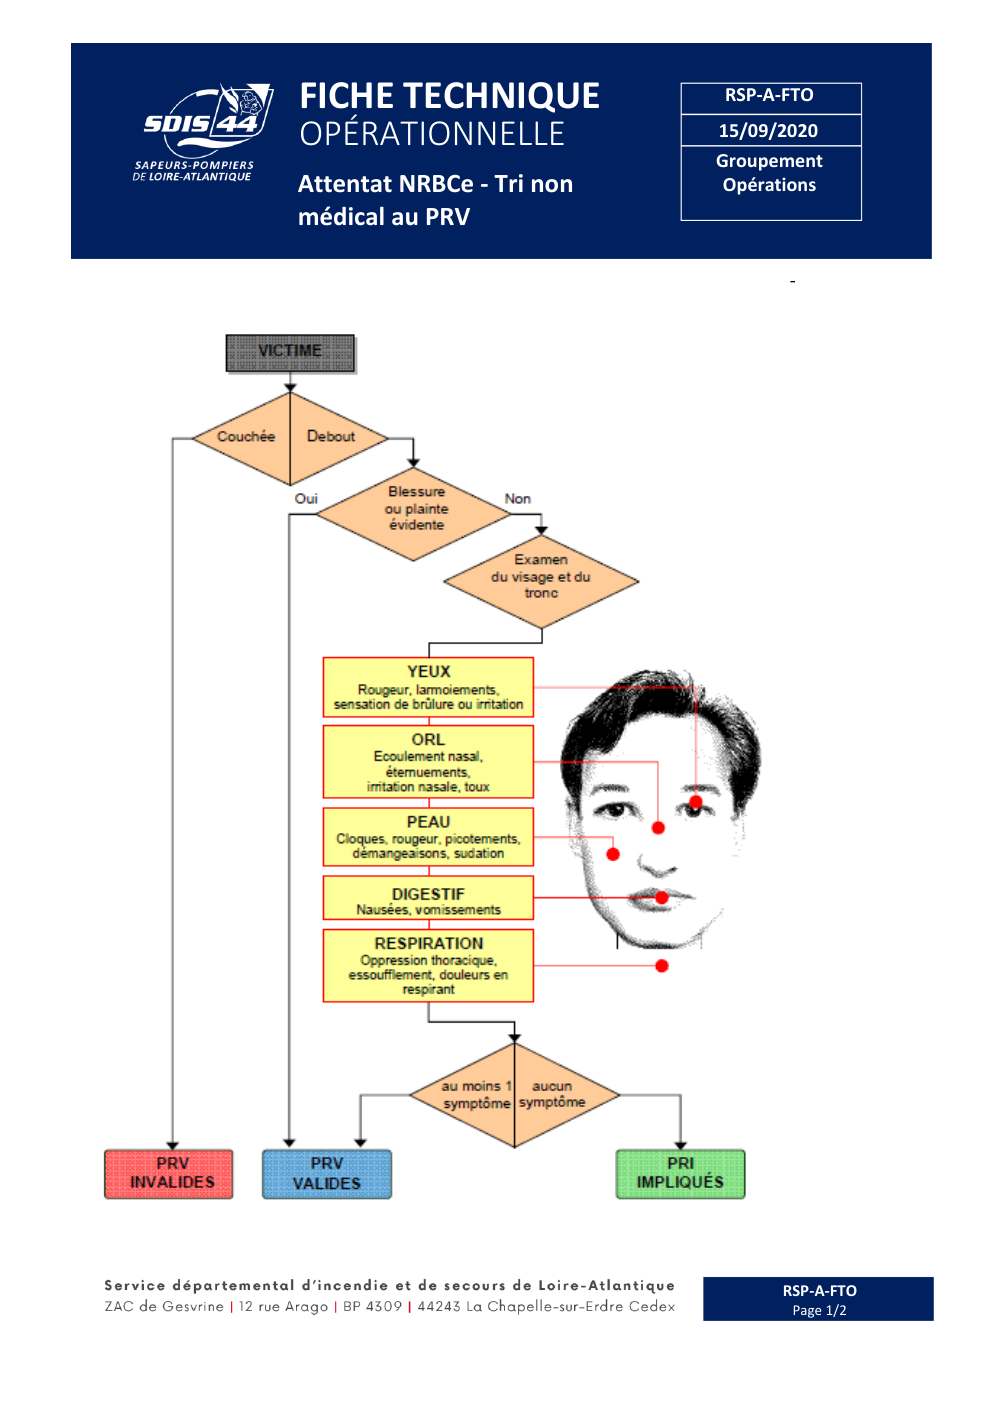 SDIS 44
SAPEURS-POMPIERS
DE LOIRE-ATLANTIQUE
FICHE TECHNIQUE
OPÉRATIONNELLE
Attentat NRBCe - Tri non
médical au PRV
RSP-A-FTO
15/09/2020
Groupement
Opérations
-
VICTIME
Couchée
Debout
Oui
Blessure
ou plainte
évidente
Non
Examen
du visage et du
tronc
YEUX
Rougeur, larmoiements,
sensation de brûlure ou irritation
ORL
Ecoulement nasal,
éternuements,
irritation nasale, toux
PEAU
Cloques, rougeur, picotements,
démangeaisons, sudation
DIGESTIF
Nausées, vomissements
RESPIRATION
Oppression thoracique,
essoufflement, douleurs en
respirant
au moins 1
symptôme
aucun
symptôme
PRV
INVALIDES
PRV
VALIDES
PRI
IMPLIQUÉS
Service départemental d'incendie et de secours de Loire-Atlantique
ZAC de Gesvrine | 12 rue Arago | BP 4309 | 44243 La Chapelle-sur-Erdre Cedex
RSP-A-FTO
Page 1/2